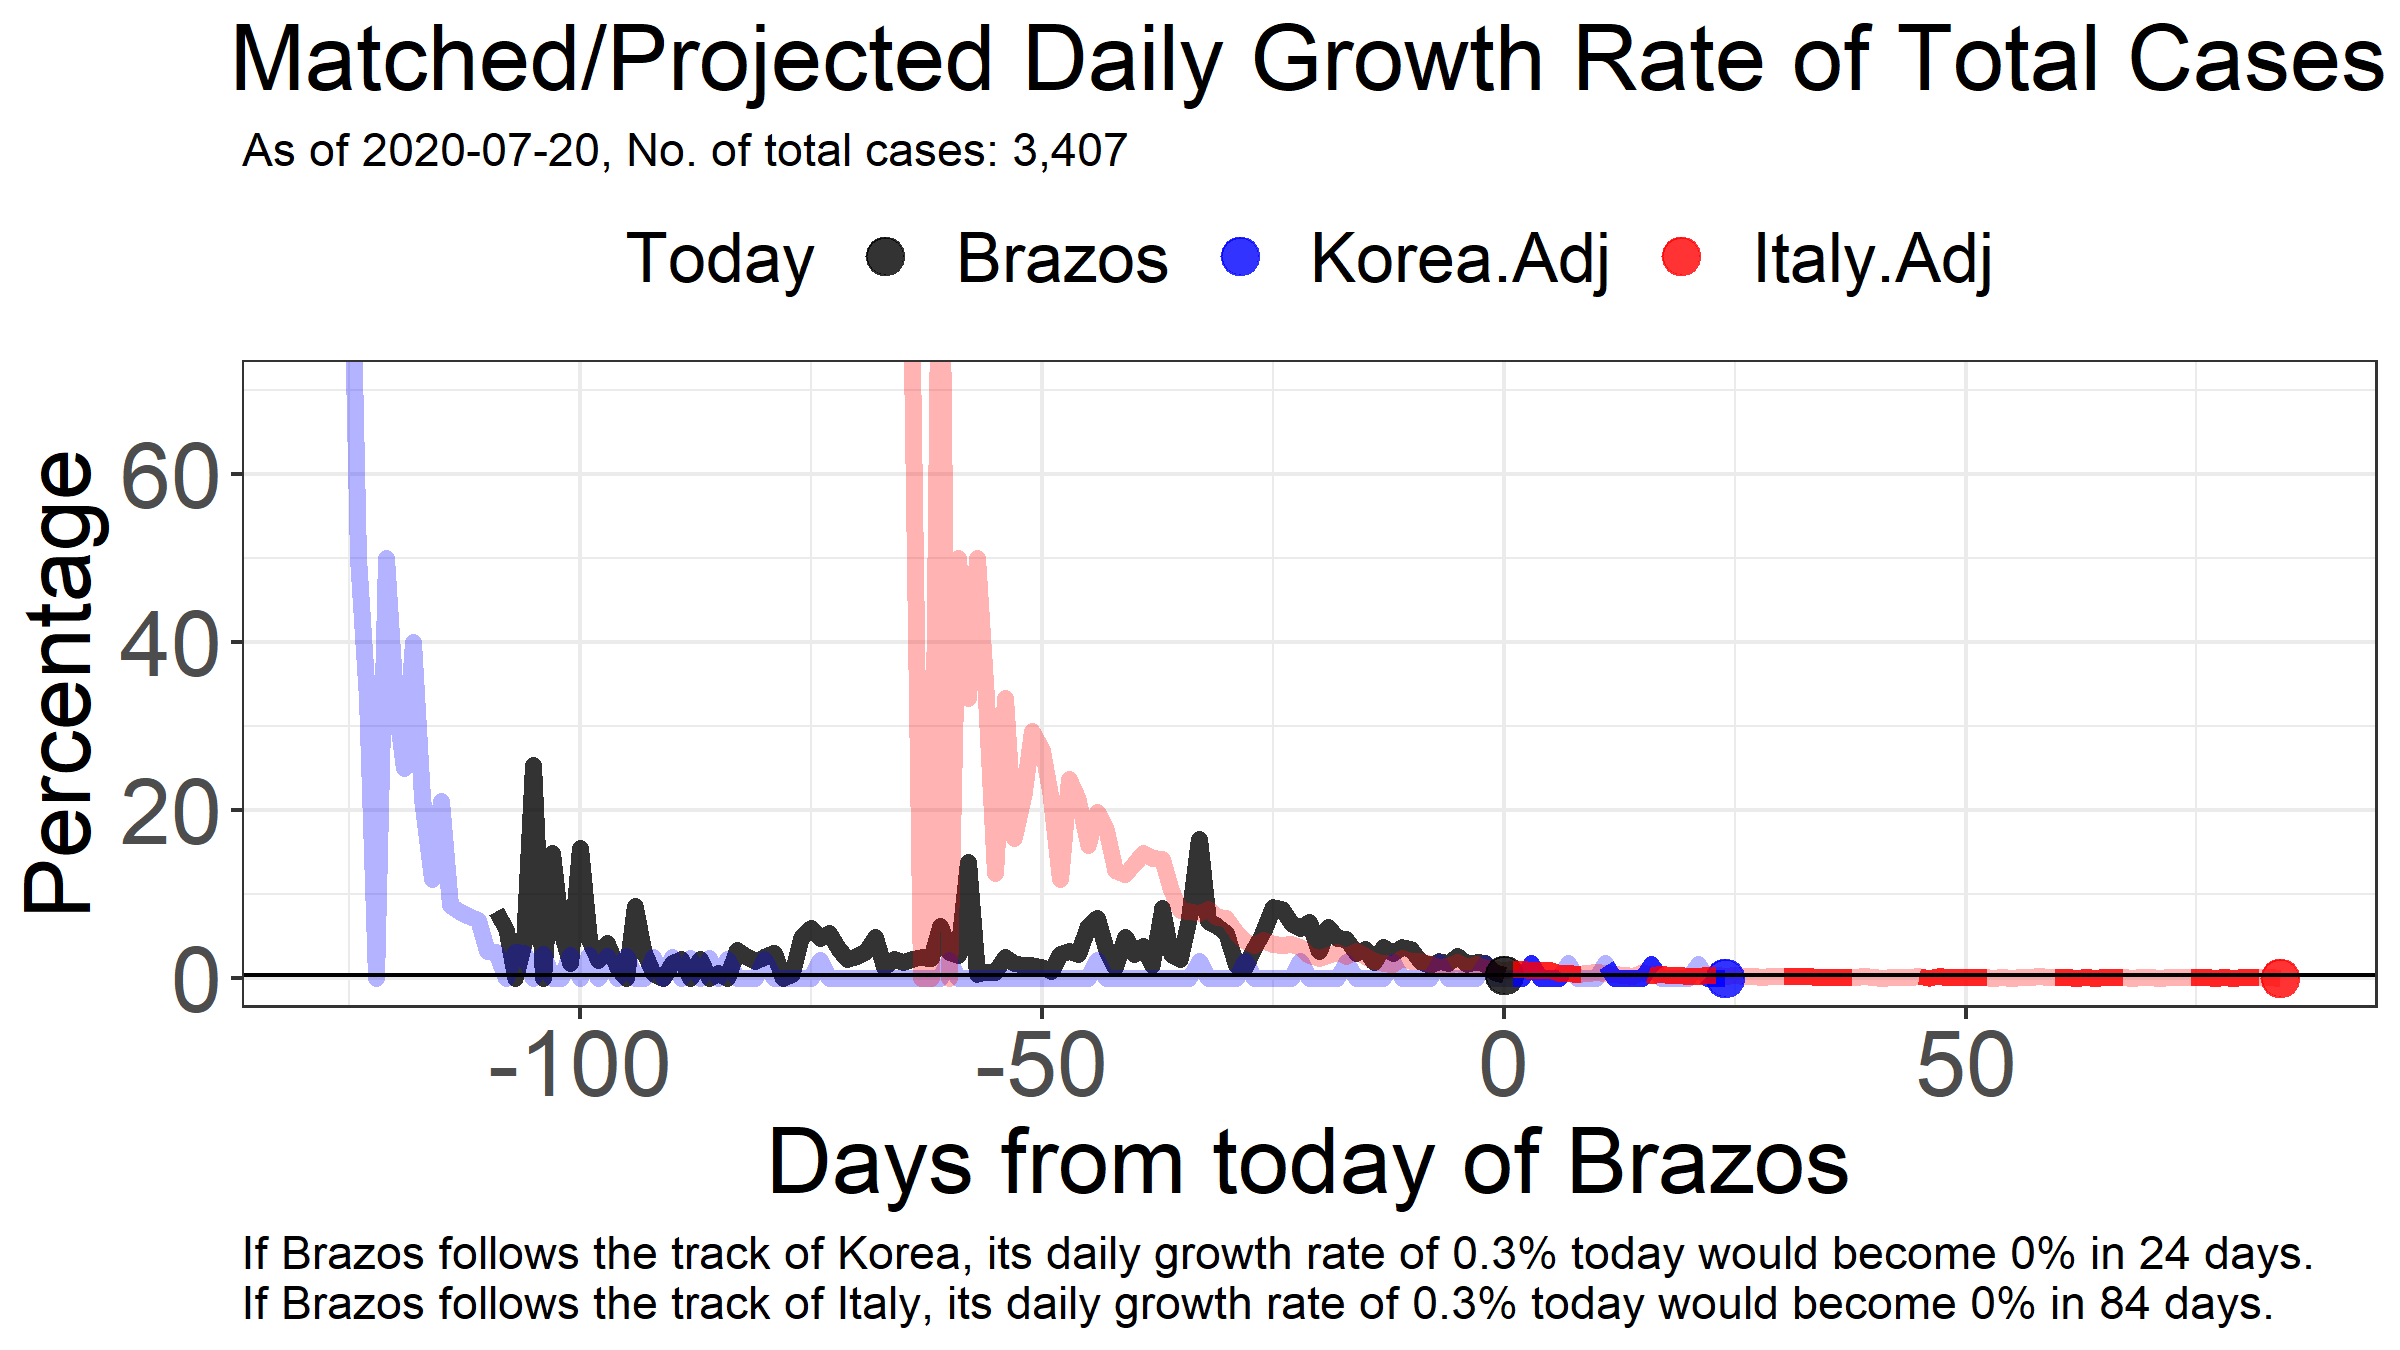 Matched/Projected Daily Growth Rate of Total Cases
As of 2020-07-20, No. of total cases: 3,407
Today Brazos Korea.Adj Italy.Adj
Percentage
60
40
20
0
-100 -50 0 50
Days from today of Brazos
If Brazos follows the track of Korea, its daily growth rate of 0.3% today would become 0% in 24 days.
If Brazos follows the track of Italy, its daily growth rate of 0.3% today would become 0% in 84 days.